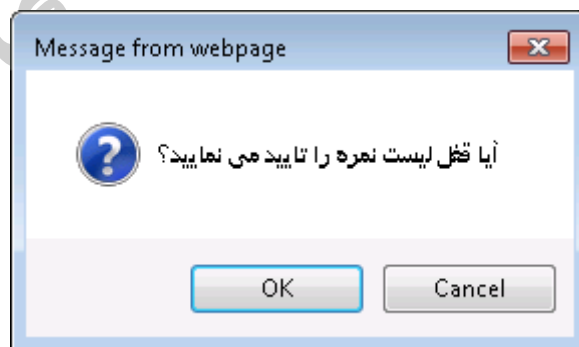 Message from webpage
آیا قفل لیست نمره را تایید می نمایید؟
OK
Cancel